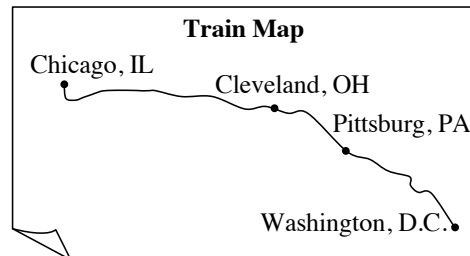 Train Map
Chicago, IL
Cleveland, OH
Pittsburg, PA
Washington, D.C.